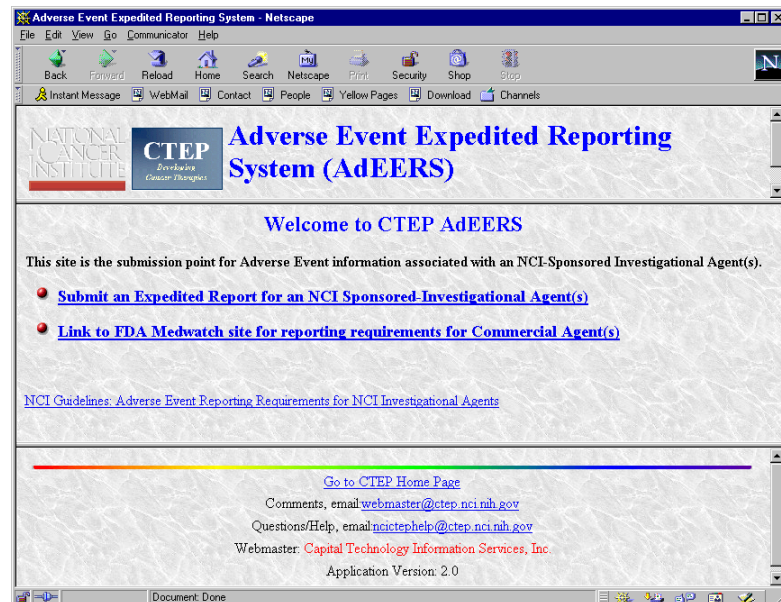 Adverse Event Expedited Reporting System - Netscape
File Edit View Go Communicator Help
Back Forward Reload Home Search Netscape Print Security Shop Stop
My
N
Instant Message WebMail Contact People Yellow Pages Download Channels
NATIONAL
CANCER
INSTITUTE
CTEP
Developing
Cancer Therapies
Adverse Event Expedited Reporting
System (AdEERS)
Welcome to CTEP AdEERS
This site is the submission point for Adverse Event information associated with an NCI-Sponsored Investigational Agent(s).
Submit an Expedited Report for an NCI Sponsored-Investigational Agent(s)
Link to FDA Medwatch site for reporting requirements for Commercial Agent(s)
NCI Guidelines: Adverse Event Reporting Requirements for NCI Investigational Agents
Go to CTEP Home Page
Comments, email:webmaster@ctep.nci.nih.gov
Questions/Help, email:ncictephelp@ctep.nci.nih.gov
Webmaster: Capital Technology Information Services, Inc.
Application Version: 2.0
Document: Done